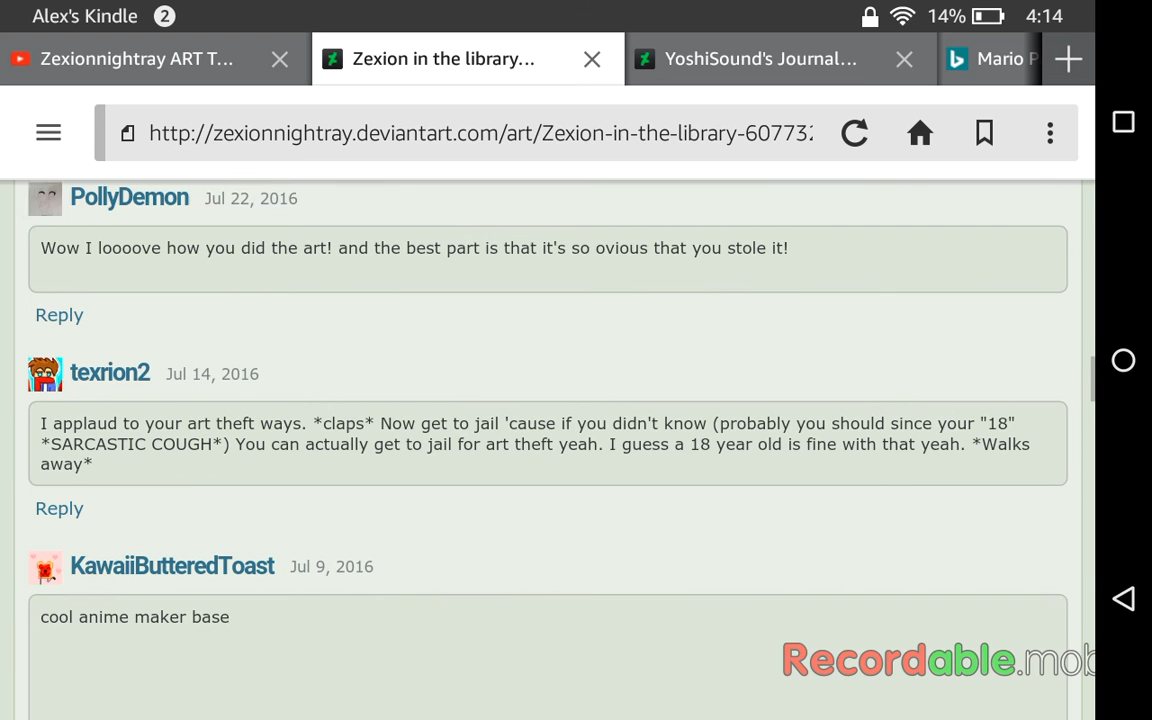 Alex's Kindle 2 14% 4:14
Zexionnightray ART T... Zexion in the library... YoshiSound's Journal... Mario P
http://zexionnightray.deviantart.com/art/Zexion-in-the-library-607732
PollyDemon Jul 22, 2016
Wow I loooove how you did the art! and the best part is that it's so ovious that you stole it!
Reply
texrion2 Jul 14, 2016
I applaud to your art theft ways. *claps* Now get to jail 'cause if you didn't know (probably you should since your "18"
*SARCASTIC COUGH*) You can actually get to jail for art theft yeah. I guess a 18 year old is fine with that yeah. *Walks
away*
Reply
KawaiiButteredToast Jul 9, 2016
cool anime maker base
Recordable.mob